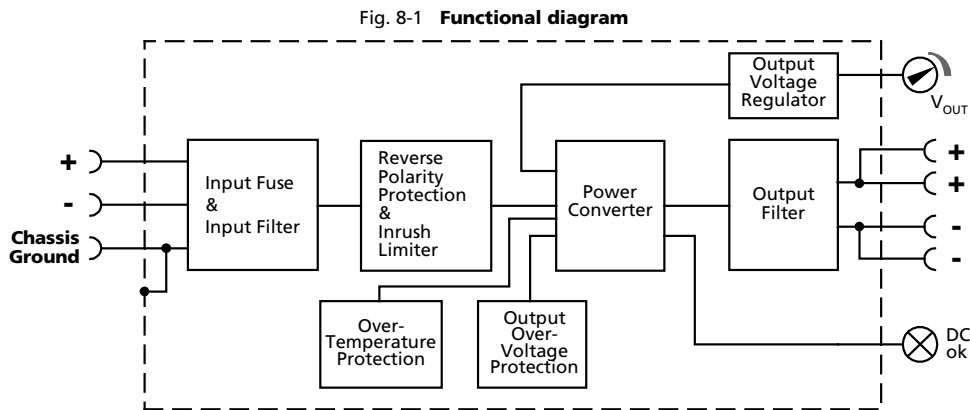 Fig. 8-1 Functional diagram
Output
Voltage
Regulator
VOUT
+
-
Chassis
Ground
Input Fuse
&
Input Filter
Reverse
Polarity
Protection
&
Inrush
Limiter
Power
Converter
Output
Filter
+
+
-
-
Over-
Temperature
Protection
Output
Over-
Voltage
Protection
DC
ok